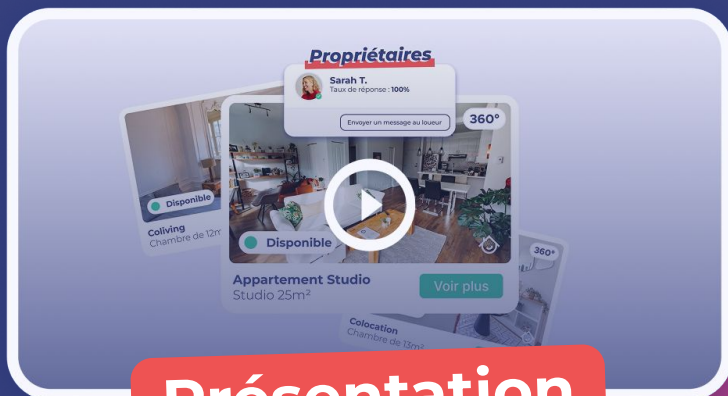 Propriétaires
Sarah T.
Taux de réponse : 100%
Envoyer un message au loueur
360°
Disponible
Coliving
Chambre de 12m
Disponible
Appartement Studio
Studio 25m²
Voir plus
360°
Colocation
Chambre de 13m²
Présentation